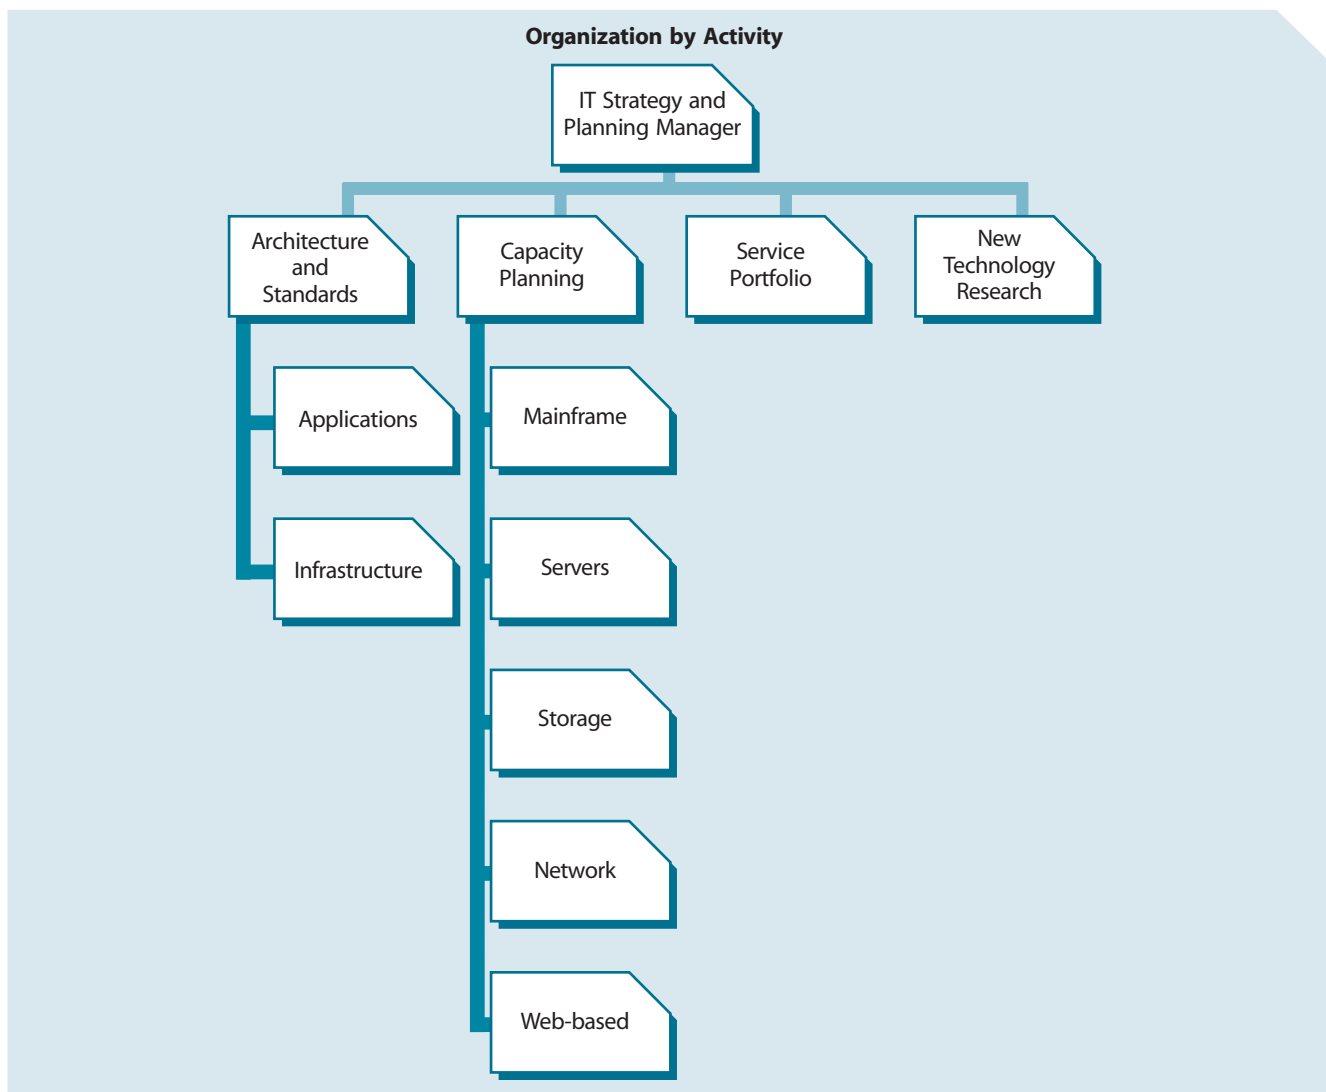 Organization by Activity
IT Strategy and
Planning Manager
Architecture
and
Standards
Capacity
Planning
Service
Portfolio
New
Technology
Research
Applications
Infrastructure
Mainframe
Servers
Storage
Network
Web-based